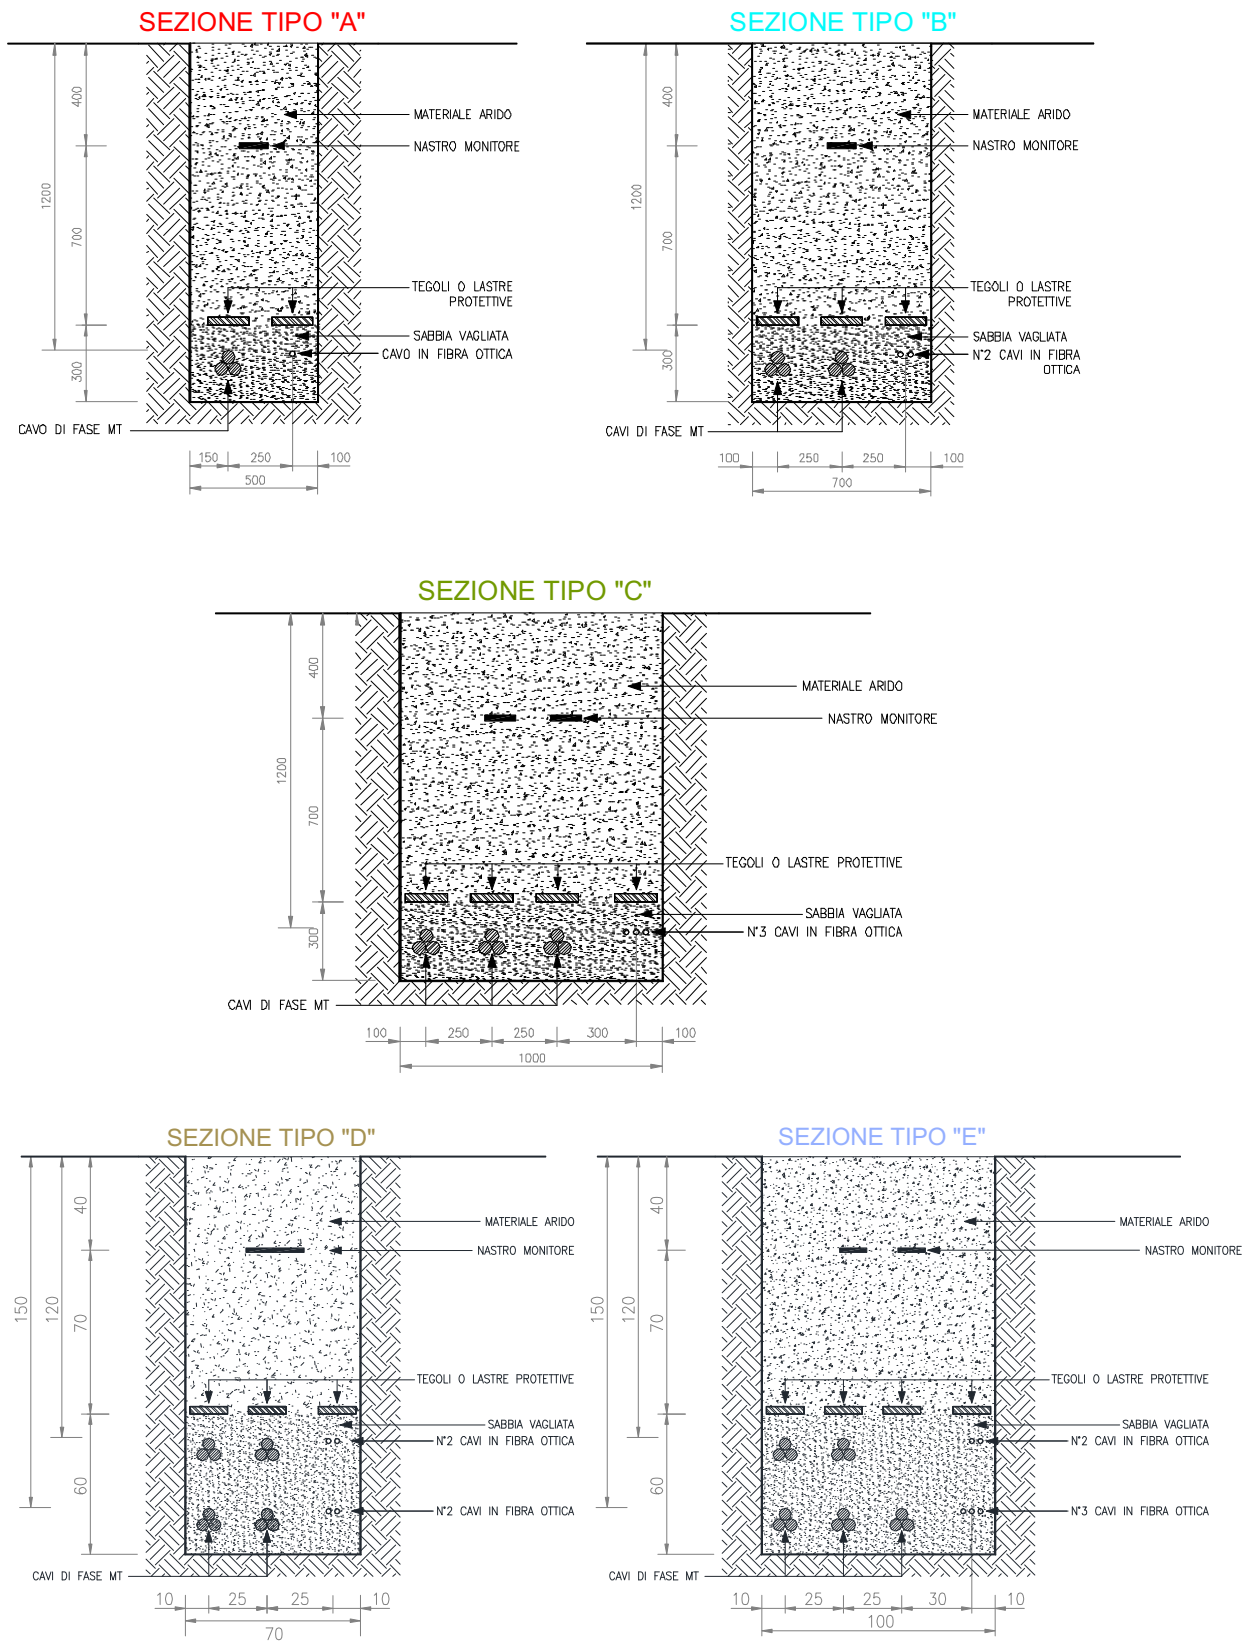 SEZIONE TIPO "A"
400
1200
700
300
MATERIALE ARIDO
NASTRO MONITORE
TEGOLI O LASTRE
PROTETTIVE
SABBIA VAGLIATA
CAVO IN FIBRA OTTICA
CAVO DI FASE MT
150 250 100
500
SEZIONE TIPO "B"
400
1200
700
300
MATERIALE ARIDO
NASTRO MONITORE
TEGOLI O LASTRE
PROTETTIVE
SABBIA VAGLIATA
N°2 CAVI IN FIBRA
OTTICA
CAVI DI FASE MT
100 250 250 100
700
SEZIONE TIPO "C"
400
1200
700
300
MATERIALE ARIDO
NASTRO MONITORE
TEGOLI O LASTRE PROTETTIVE
SABBIA VAGLIATA
N°3 CAVI IN FIBRA OTTICA
CAVI DI FASE MT
100 250 250 300 100
1000
SEZIONE TIPO "D"
40
150
120
70
60
MATERIALE ARIDO
NASTRO MONITORE
TEGOLI O LASTRE PROTETTIVE
SABBIA VAGLIATA
N°2 CAVI IN FIBRA OTTICA
N°2 CAVI IN FIBRA OTTICA
CAVI DI FASE MT
10 25 25 10
70
SEZIONE TIPO "E"
40
150
120
70
60
MATERIALE ARIDO
NASTRO MONITORE
TEGOLI O LASTRE PROTETTIVE
SABBIA VAGLIATA
N°2 CAVI IN FIBRA OTTICA
N°3 CAVI IN FIBRA OTTICA
CAVI DI FASE MT
10 25 25 30 10
100